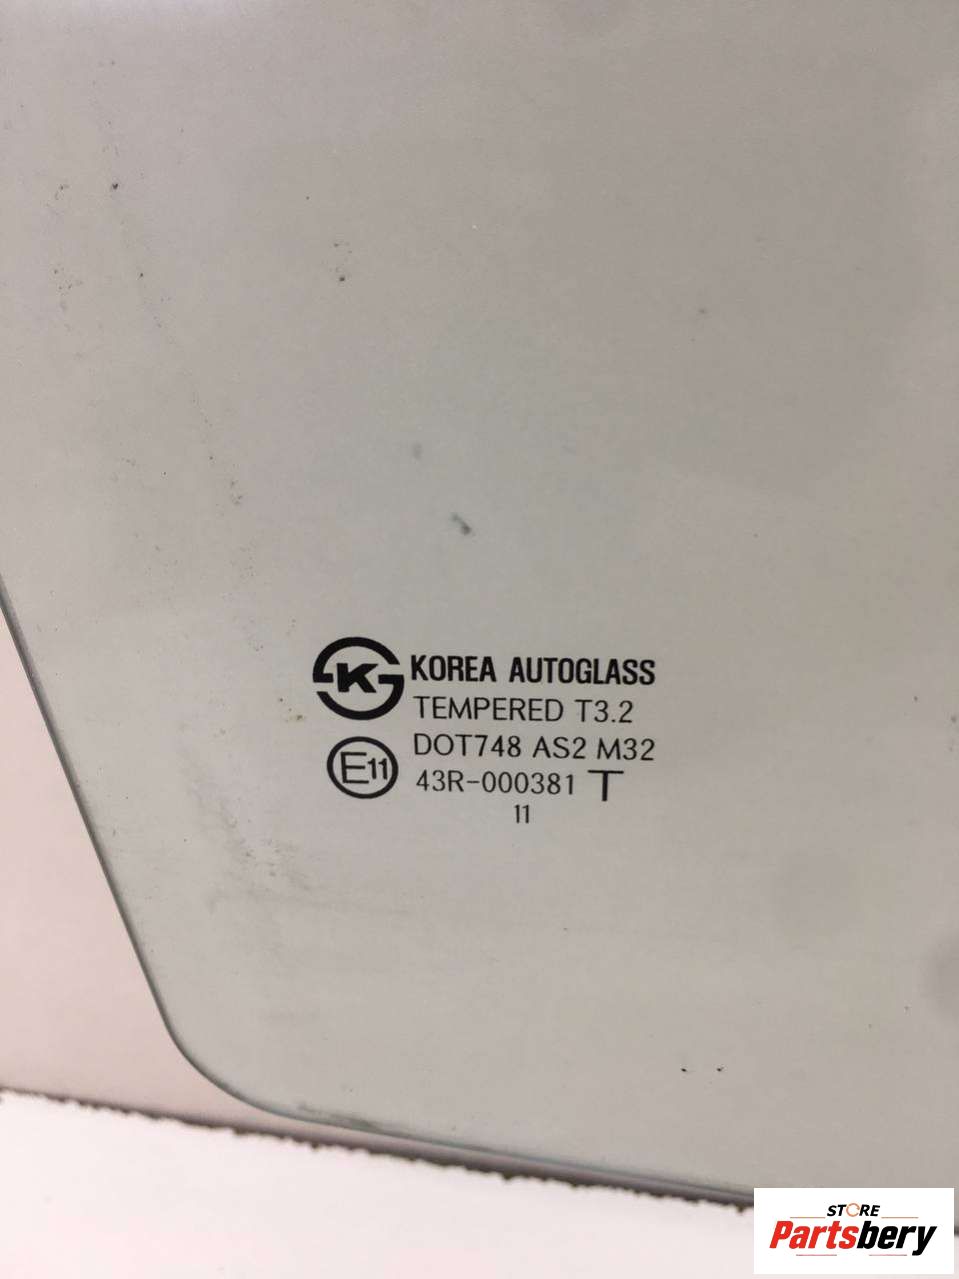 K KOREA AUTOGLASS
TEMPERED T3.2
DOT748 AS2 M32
E11 43R-000381 T
11
STORE
Partsbery